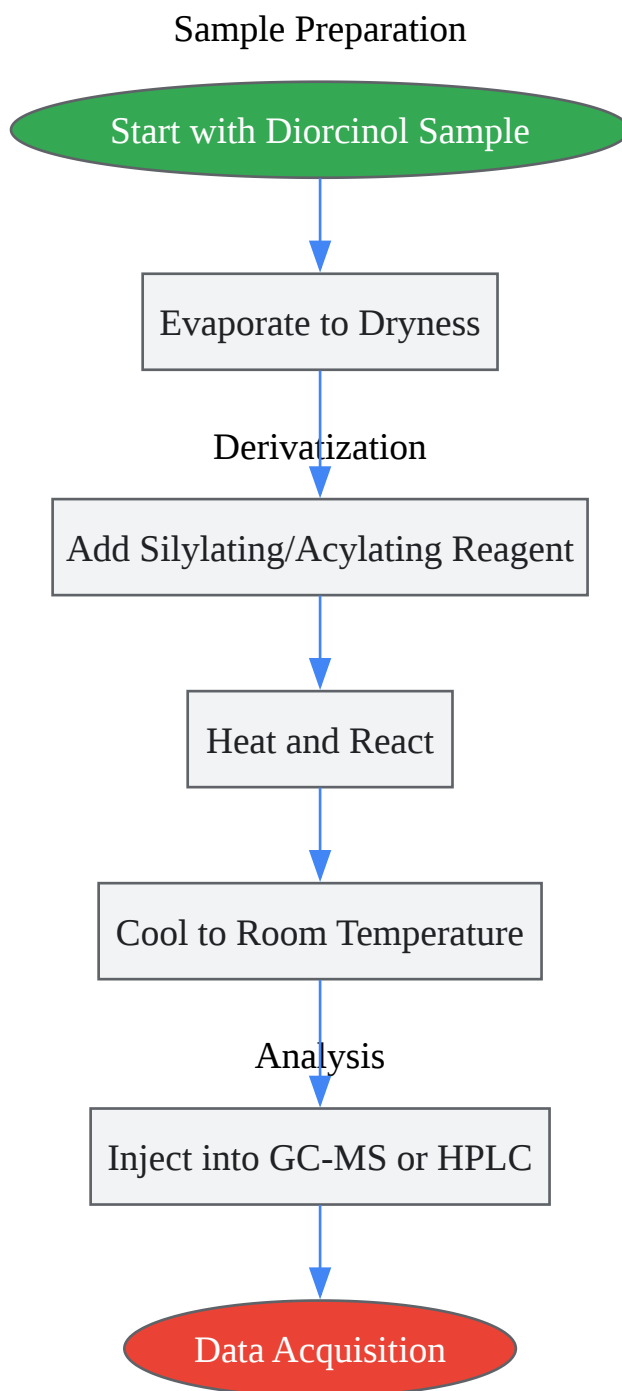 Sample Preparation
Start with Diorcinol Sample
Evaporate to Dryness
Derivatization
Add Silylating/Acylating Reagent
Heat and React
Cool to Room Temperature
Analysis
Inject into GC-MS or HPLC
Data Acquisition